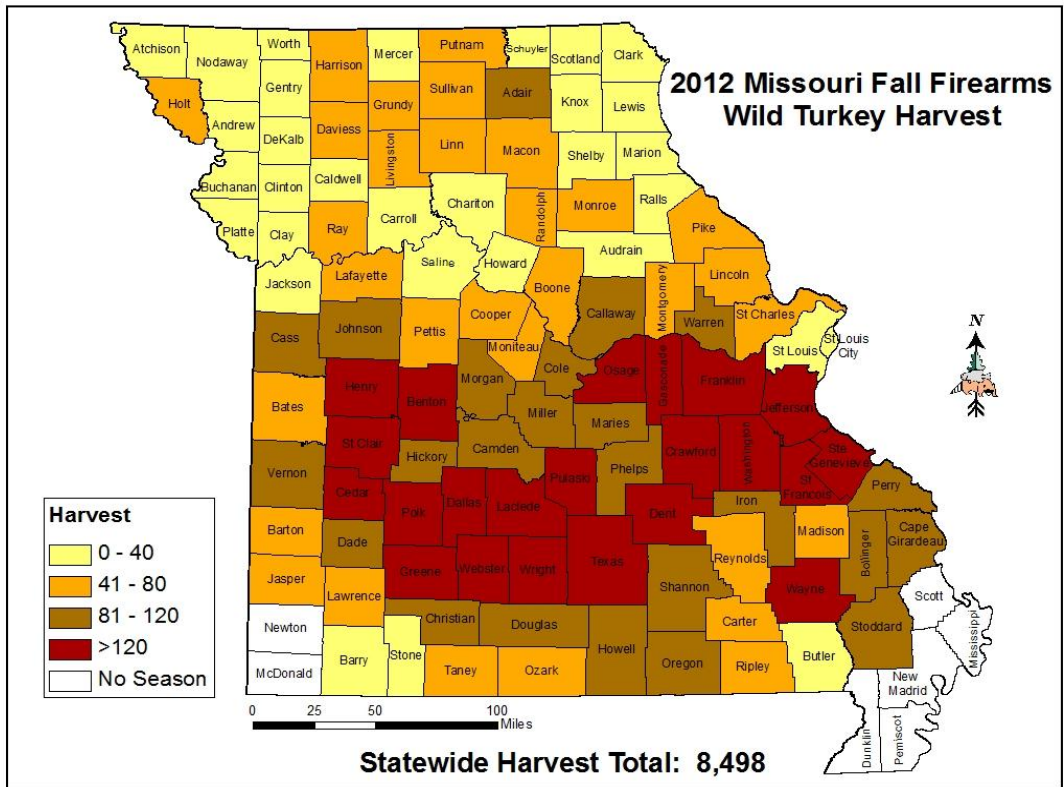 2012 Missouri Fall Firearms
Wild Turkey Harvest
Atchison
Nodaway
Worth
Harrison
Mercer
Putnam
Schuyler
Scotland
Clark
Holt
Gentry
Grundy
Sullivan
Adair
Knox
Lewis
Andrew
DeKalb
Daviess
Livingston
Linn
Macon
Shelby
Marion
Buchanan
Clinton
Caldwell
Chariton
Randolph
Monroe
Ralls
Platte
Clay
Ray
Carroll
Audrain
Pike
Jackson
Lafayette
Saline
Howard
Boone
Callaway
Montgomery
Lincoln
Cass
Johnson
Pettis
Cooper
Moniteau
Warren
St Charles
St Louis
St Louis
City
N
Henry
Benton
Morgan
Cole
Osage
Gasconade
Franklin
Jefferson
Bates
Miller
Maries
St Clair
Hickory
Camden
Crawford
Washington
Ste
Genevieve
Vernon
Cedar
Polk
Dallas
Laclede
Pulaski
Phelps
Dent
Iron
St
Francois
Perry
Barton
Dade
Texas
Reynolds
Madison
Bollinger
Cape
Girardeau
Jasper
Greene
Webster
Wright
Shannon
Wayne
Scott
Lawrence
Christian
Douglas
Carter
Stoddard
Mississippi
Newton
Howell
Oregon
Butler
McDonald
Barry
Stone
Taney
Ozark
Ripley
New
Madrid
Dunklin
Pemiscot
Harvest
0 - 40
41 - 80
81 - 120
>120
No Season
0 25 50 100
Miles
Statewide Harvest Total: 8,498